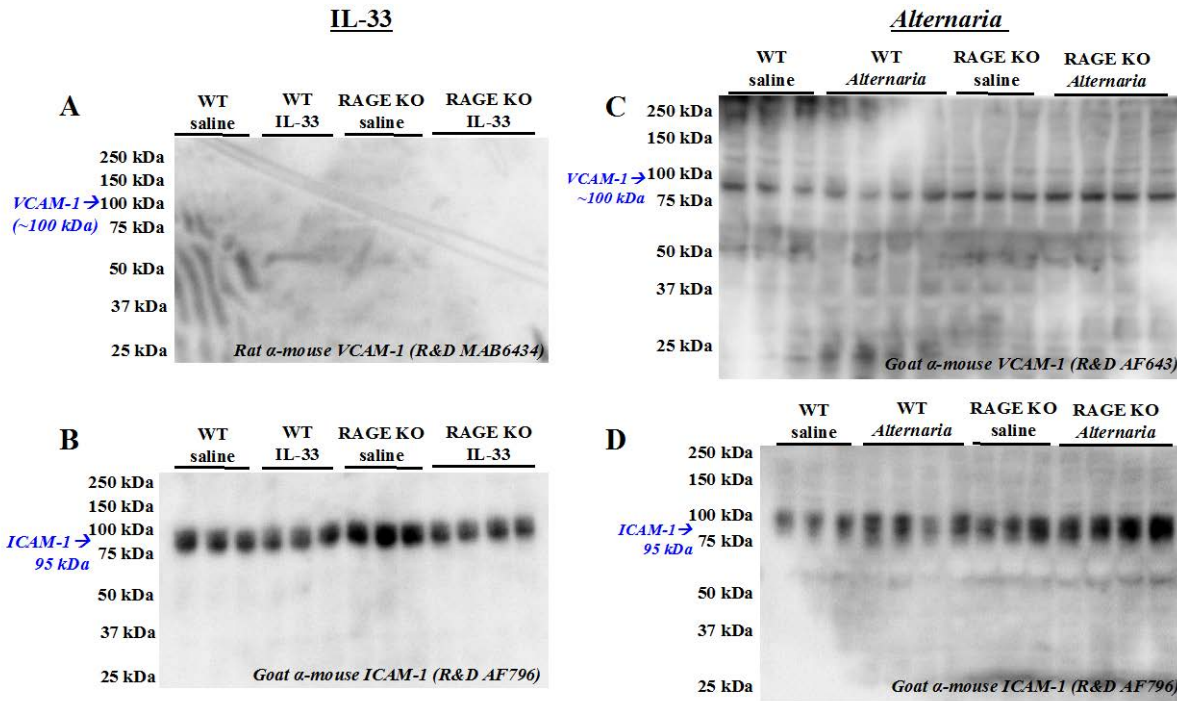 IL-33
Alternaria
A
WT saline
WT IL-33
RAGE KO saline
RAGE KO IL-33
250 kDa
150 kDa
VCAM-1→ 100 kDa
(~100 kDa) 75 kDa
50 kDa
37 kDa
25 kDa
Rat α-mouse VCAM-1 (R&D MAB6434)
C
WT saline
WT Alternaria
RAGE KO saline
RAGE KO Alternaria
250 kDa
150 kDa
VCAM-1→ 100 kDa
~100 kDa 75 kDa
50 kDa
37 kDa
25 kDa
Goat α-mouse VCAM-1 (R&D AF643)
B
WT saline
WT IL-33
RAGE KO saline
RAGE KO IL-33
250 kDa
150 kDa
100 kDa
ICAM-1→
95 kDa
75 kDa
50 kDa
37 kDa
25 kDa
Goat α-mouse ICAM-1 (R&D AF796)
D
WT saline
WT Alternaria
RAGE KO saline
RAGE KO Alternaria
250 kDa
150 kDa
100 kDa
ICAM-1→
95 kDa
75 kDa
50 kDa
37 kDa
25 kDa
Goat α-mouse ICAM-1 (R&D AF796)